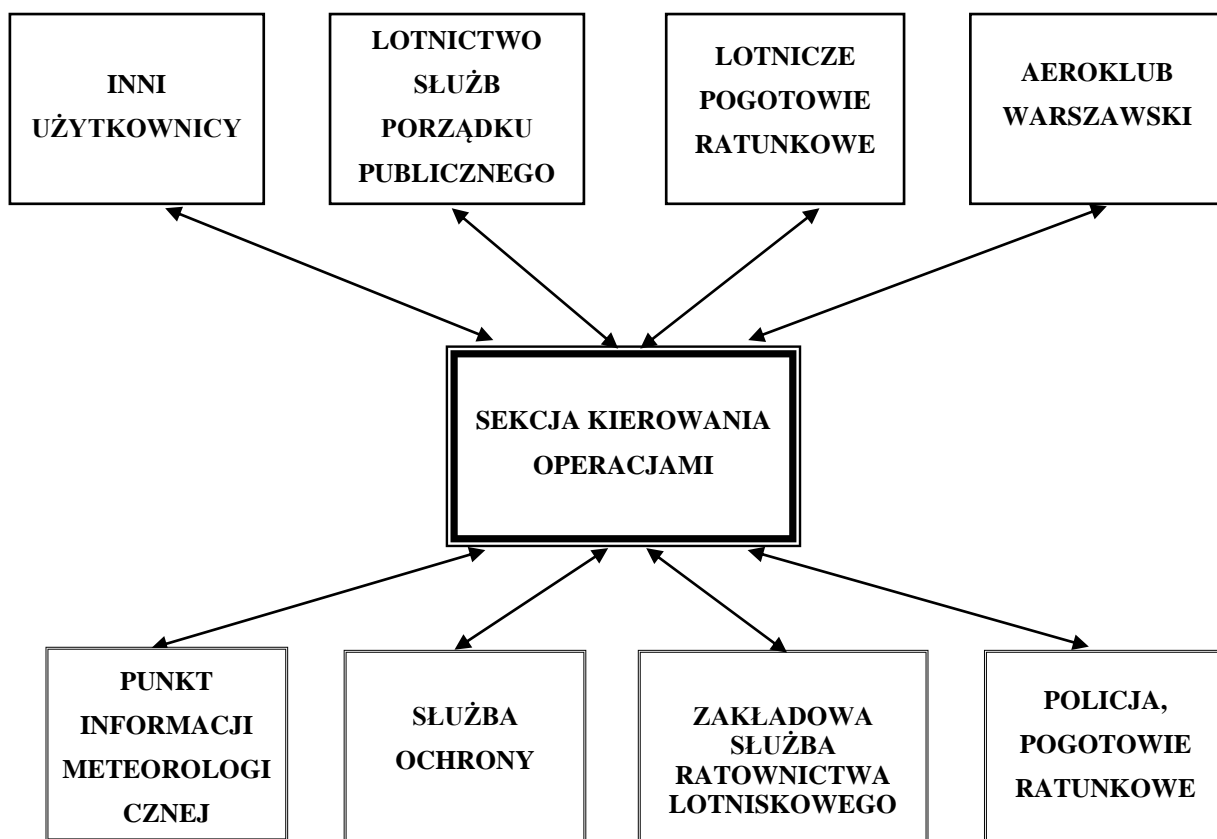 INNI
UŻYTKOWNICY
LOTNICTWO
SŁUŻB
PORZĄDKU
PUBLICZNEGO
LOTNICZE
POGOTOWIE
RATUNKOWE
AEROKLUB
WARSZAWSKI
SEKCJA KIEROWANIA
OPERACJAMI
PUNKT
INFORMACJI
METEOROLOGI
CZNEJ
SŁUŻBA
OCHRONY
ZAKŁADOWA
SŁUŻBA
RATOWNICTWA
LOTNISKOWEGO
POLICJA,
POGOTOWIE
RATUNKOWE